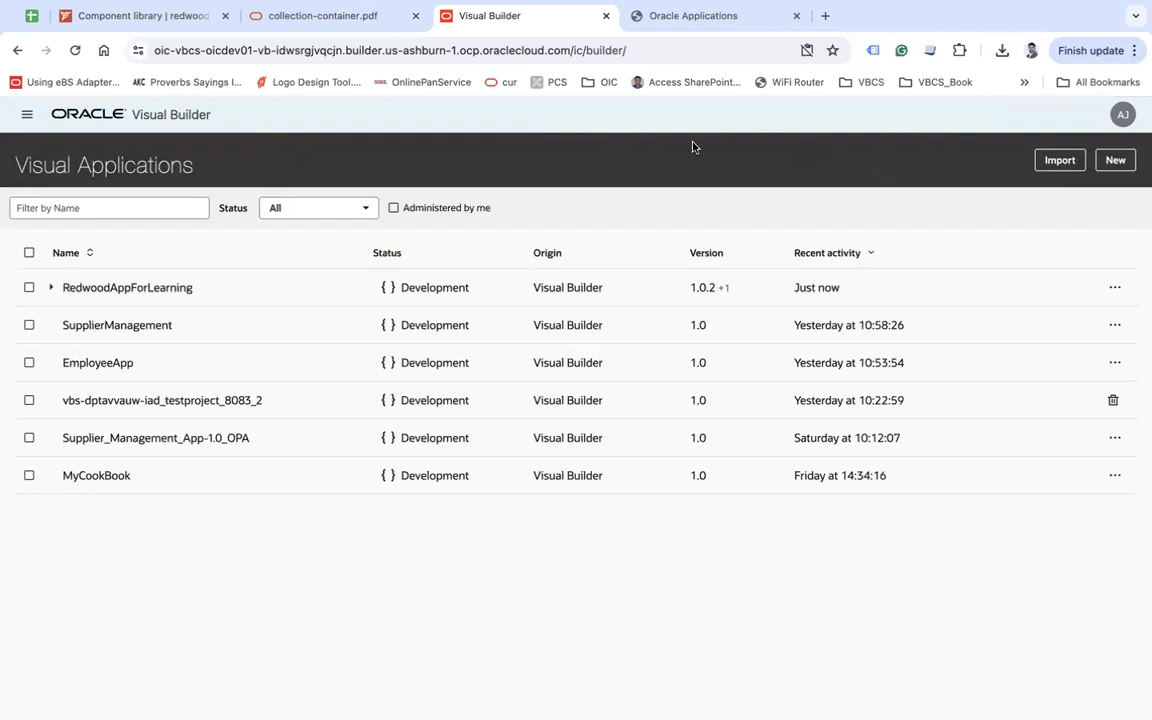 Component library | redwood
collection-container.pdf
Visual Builder
Oracle Applications
oic-vbcs-oicdev01-vb-idwsrgjvqcjn.builder.us-ashburn-1.ocp.oraclecloud.com/ic/builder/
Finish update
Using eBS Adapter...
AKC Proverbs Sayings I...
Logo Design Tool....
OnlinePanService
cur
PCS
OIC
Access SharePoint...
WiFi Router
VBCS
VBCS_Book
»
All Bookmarks
ORACLE Visual Builder
AJ
Visual Applications
Import
New
Filter by Name
Status
All
Administered by me
Name Status Origin Version Recent activity
RedwoodAppForLearning { } Development Visual Builder 1.0.2 +1 Just now ...
SupplierManagement { } Development Visual Builder 1.0 Yesterday at 10:58:26 ...
EmployeeApp { } Development Visual Builder 1.0 Yesterday at 10:53:54 ...
vbs-dptavvauw-iad_testproject_8083_2 { } Development Visual Builder 1.0 Yesterday at 10:22:59
Supplier_Management_App-1.0_OPA { } Development Visual Builder 1.0 Saturday at 10:12:07 ...
MyCookBook { } Development Visual Builder 1.0 Friday at 14:34:16 ...